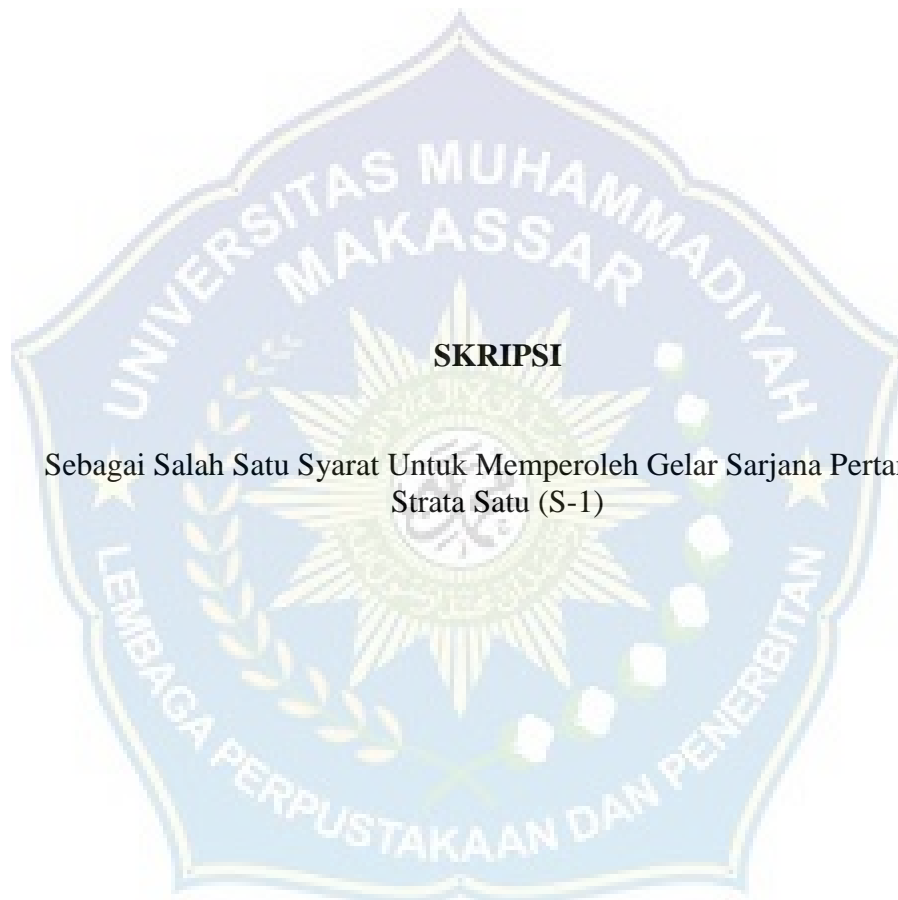 UNIVERSITAS MUHAMMADIYAH
MAKASSAR
SKRIPSI
Sebagai Salah Satu Syarat Untuk Memperoleh Gelar Sarjana Pertan
Strata Satu (S-1)
LEMBAGA PERPUSTAKAAN DAN PENERBITAN